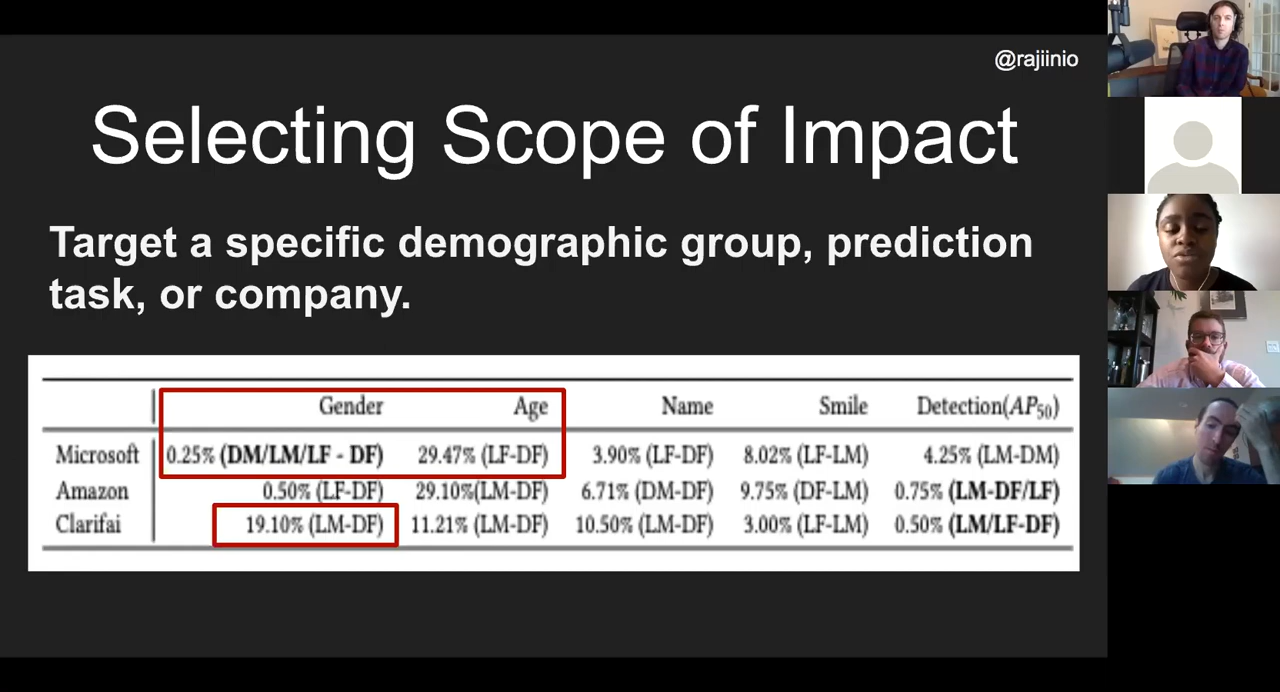 @rajiinio
Selecting Scope of Impact
Target a specific demographic group, prediction
task, or company.
Gender Age Name Smile Detection(AP50)
Microsoft 0.25% (DM/LM/LF - DF) 29.47% (LF-DF) 3.90% (LF-DF) 8.02% (LF-LM) 4.25% (LM-DM)
Amazon 0.50% (LF-DF) 29.10%(LM-DF) 6.71% (DM-DF) 9.75% (DF-LM) 0.75% (LM-DF/LF)
Clarifai 19.10% (LM-DF) 11.21% (LM-DF) 10.50% (LM-DF) 3.00% (LF-LM) 0.50% (LM/LF-DF)